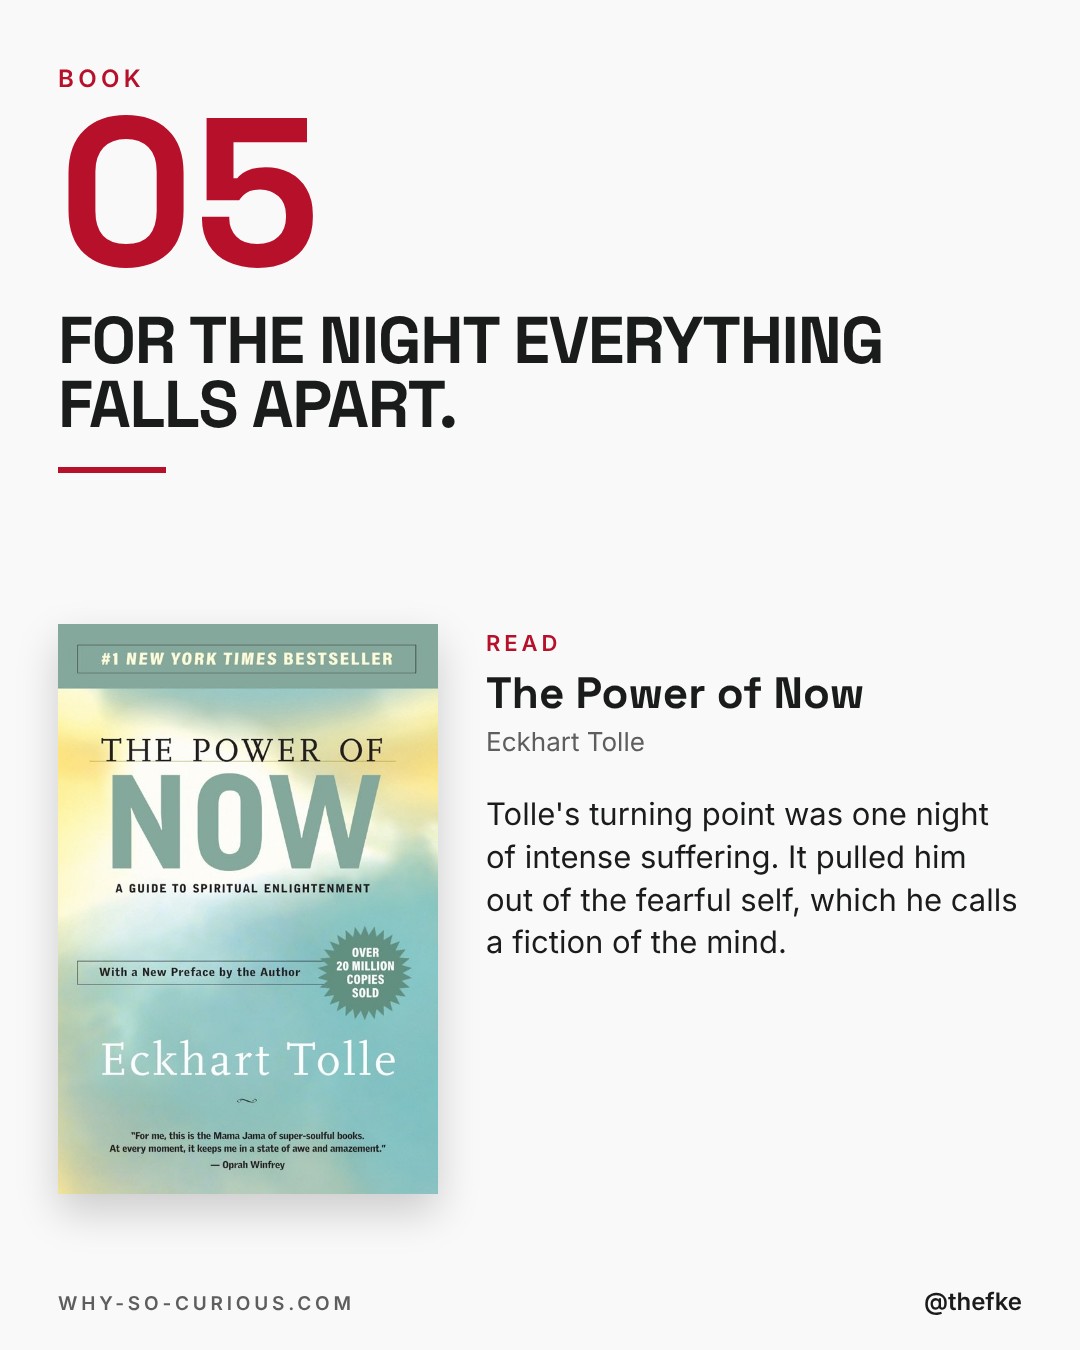 BOOK
05
FOR THE NIGHT EVERYTHING
FALLS APART.
#1 NEW YORK TIMES BESTSELLER
THE POWER OF
NOW
A GUIDE TO SPIRITUAL ENLIGHTENMENT
With a New Preface by the Author
OVER
20 MILLION
COPIES
SOLD
Eckhart Tolle
"For me, this is the Mama Jama of super-soulful books.
At every moment, it keeps me in a state of awe and amazement."
— Oprah Winfrey
READ
The Power of Now
Eckhart Tolle
Tolle's turning point was one night
of intense suffering. It pulled him
out of the fearful self, which he calls
a fiction of the mind.
WHY-SO-CURIOUS.COM
@thefke